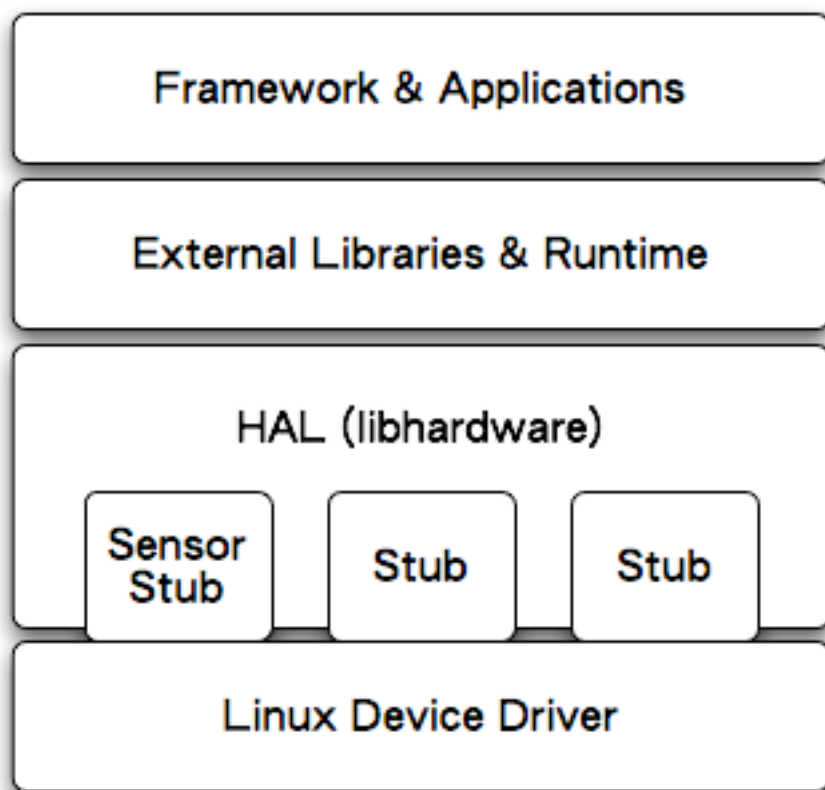 Framework & Applications
External Libraries & Runtime
HAL (libhardware)
Sensor
Stub
Stub
Stub
Linux Device Driver